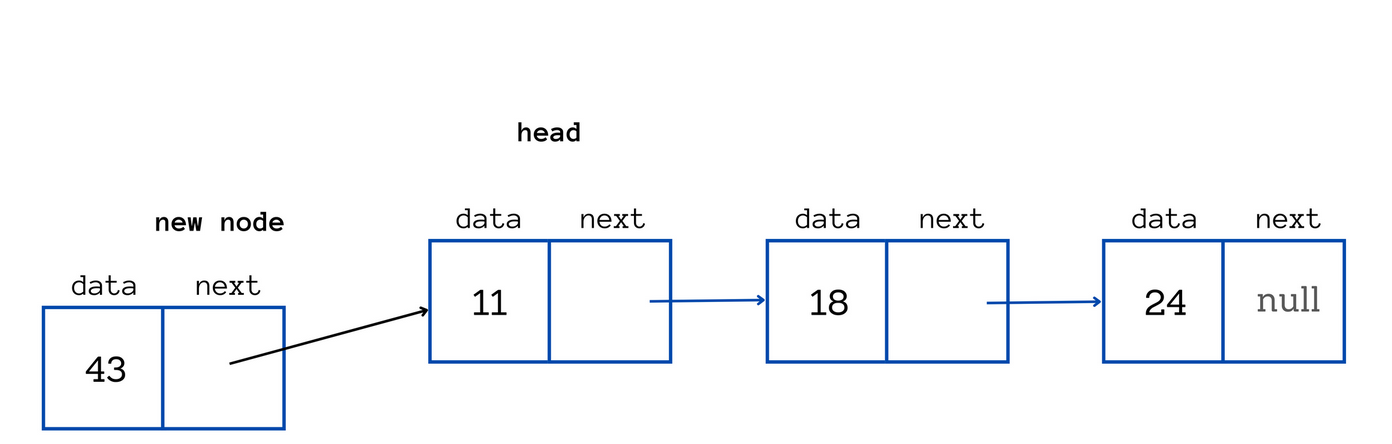 head
new node
data next
43
data next
11
data next
18
data next
24 null